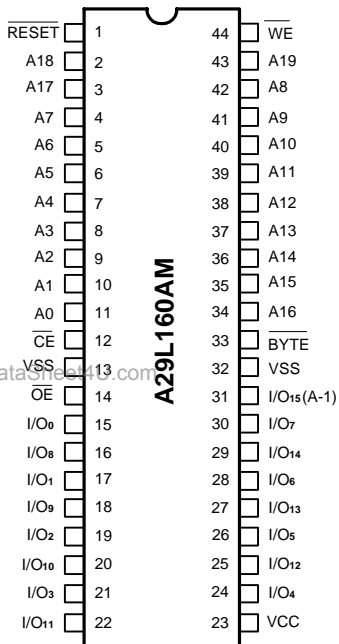 RESET 1 44 WE
A18 2 43 A19
A17 3 42 A8
A7 4 41 A9
A6 5 40 A10
A5 6 39 A11
A4 7 38 A12
A3 8 37 A13
A2 9 36 A14
A1 10 35 A15
A0 11 34 A16
CE 12 33 BYTE
VSS 13 32 VSS
OE 14 31 I/O15(A-1)
I/O0 15 30 I/O7
I/O8 16 29 I/O14
I/O1 17 28 I/O6
I/O9 18 27 I/O13
I/O2 19 26 I/O5
I/O10 20 25 I/O12
I/O3 21 24 I/O4
I/O11 22 23 VCC
A29L160AM
ataSheet4U.com